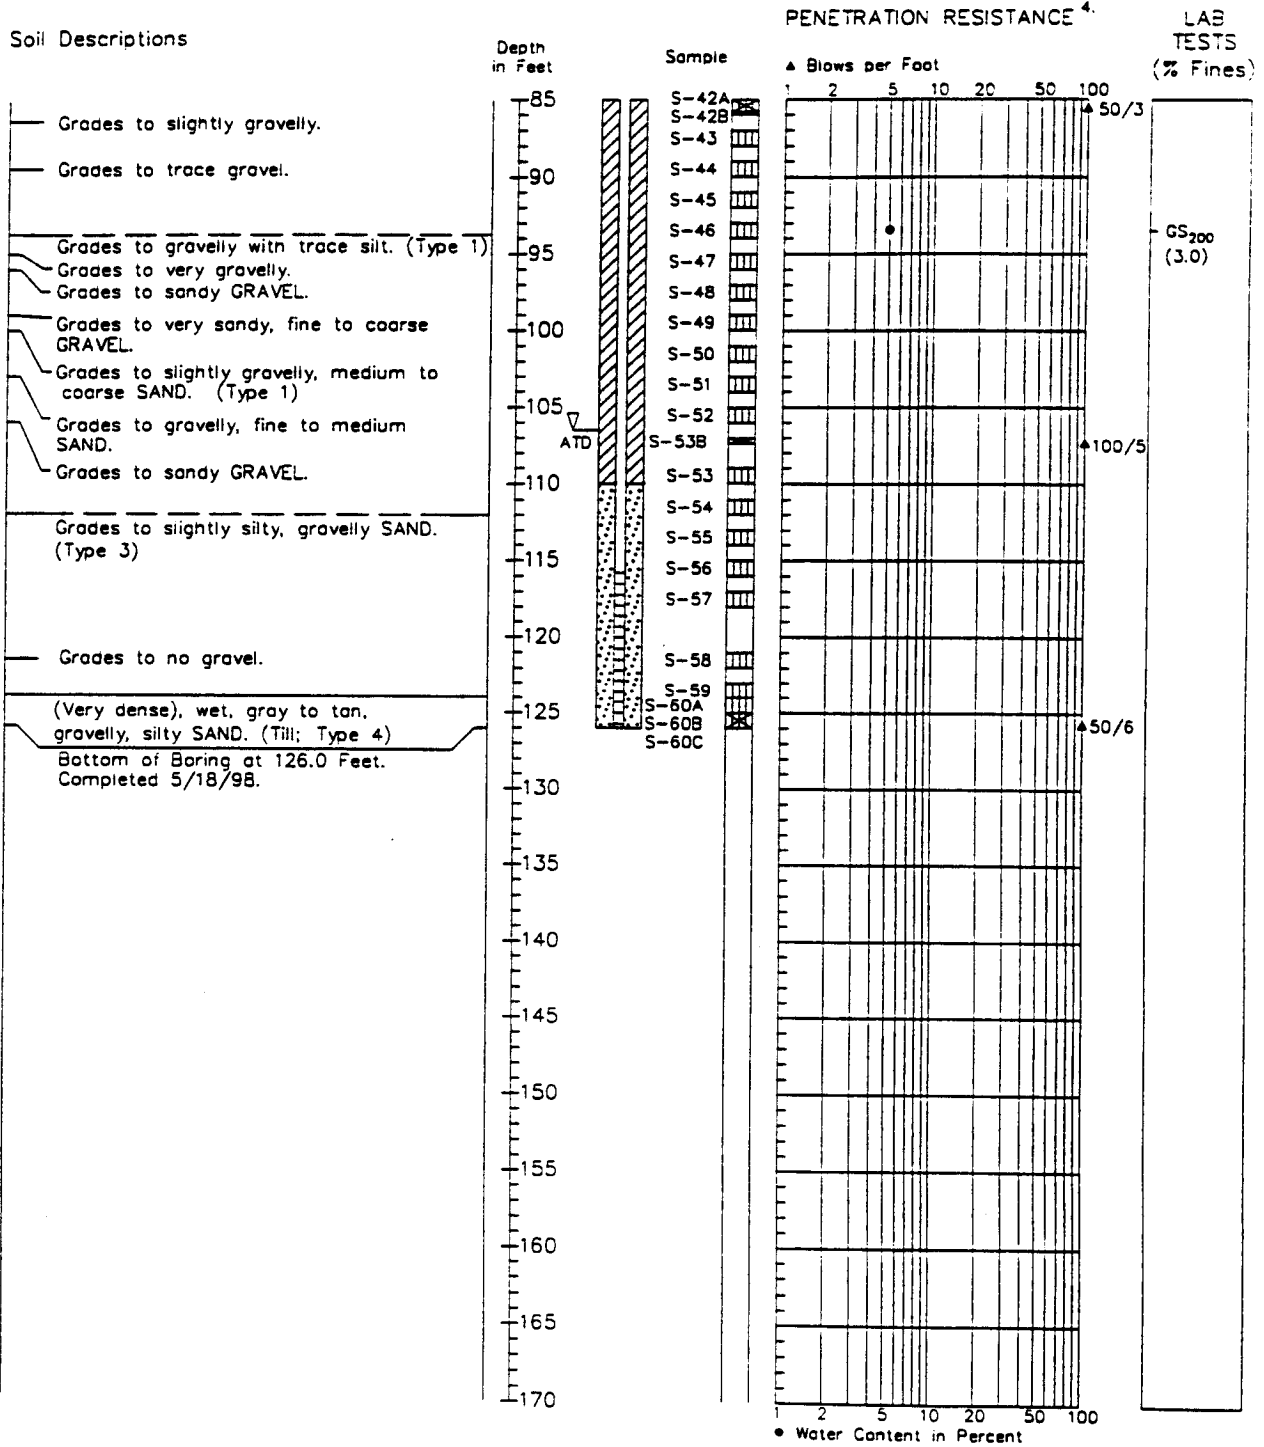 PENETRATION RESISTANCE 4.
LAB
TESTS
(% Fines)
Soil Descriptions
Depth
in Feet
Sample
▲ Blows per Foot
1 2 5 10 20 50 100
Grades to slightly gravelly.
Grades to trace gravel.
Grades to gravelly with trace silt. (Type 1)
Grades to very gravelly.
Grades to sandy GRAVEL.
Grades to very sandy, fine to coarse
GRAVEL.
Grades to slightly gravelly, medium to
coarse SAND. (Type 1)
Grades to gravelly, fine to medium
SAND.
Grades to sandy GRAVEL.
Grades to slightly silty, gravelly SAND.
(Type 3)
Grades to no gravel.
(Very dense), wet, gray to tan,
gravelly, silty SAND. (Till; Type 4)
Bottom of Boring at 126.0 Feet.
Completed 5/18/98.
85
90
95
100
105
110
115
120
125
130
135
140
145
150
155
160
165
170
ATD
S-42A
S-42B
S-43
S-44
S-45
S-46
S-47
S-48
S-49
S-50
S-51
S-52
S-53B
S-53
S-54
S-55
S-56
S-57
S-58
S-59
S-60A
S-60B
S-60C
50/3
100/5
50/6
GS200
(3.0)
1 2 5 10 20 50 100
● Water Content in Percent